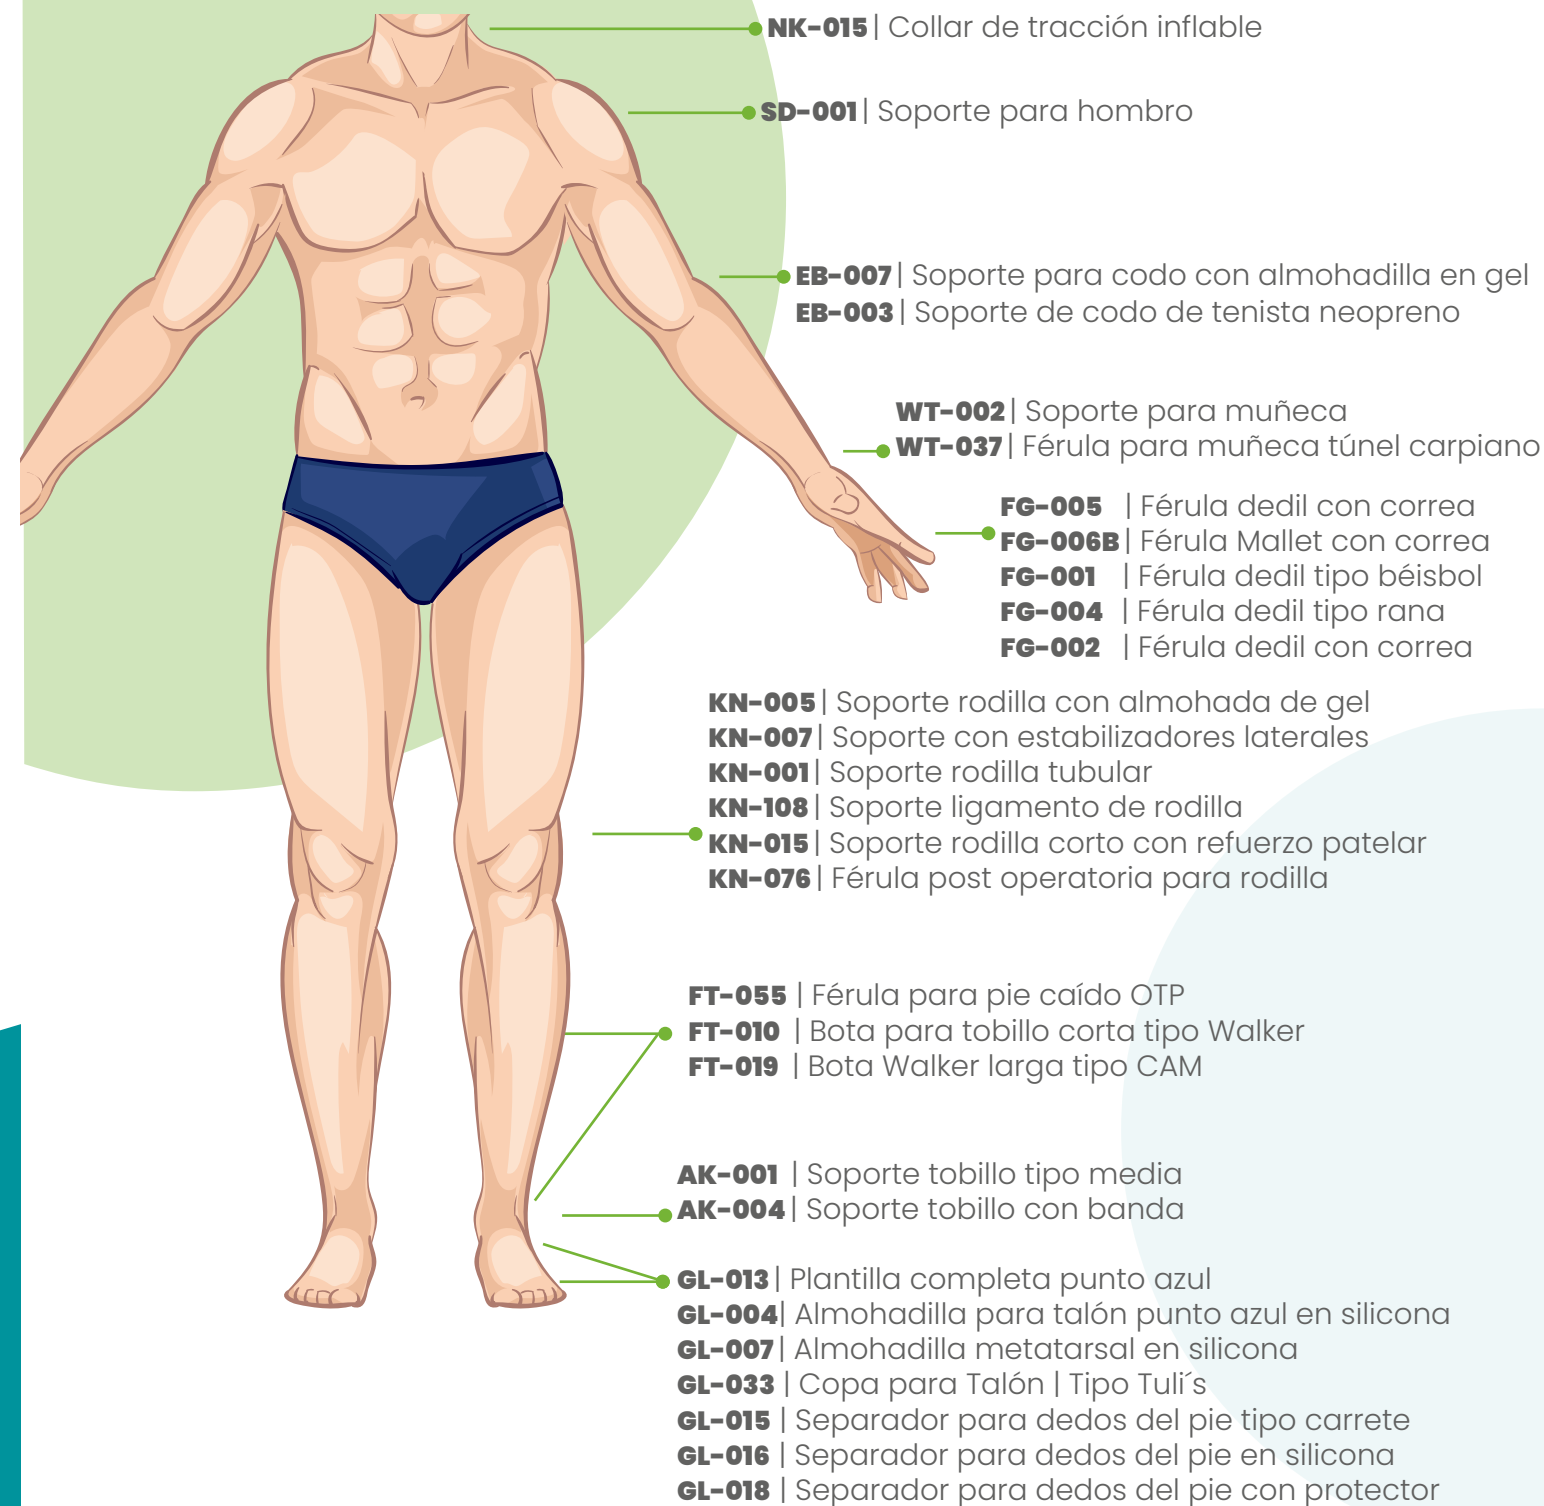 NK-015 | Collar de tracción inflable
SD-001 | Soporte para hombro
EB-007 | Soporte para codo con almohadilla en gel
EB-003 | Soporte de codo de tenista neopreno
WT-002 | Soporte para muñeca
WT-037 | Férula para muñeca túnel carpiano
FG-005 | Férula dedil con correa
FG-006B | Férula Mallet con correa
FG-001 | Férula dedil tipo béisbol
FG-004 | Férula dedil tipo rana
FG-002 | Férula dedil con correa
KN-005 | Soporte rodilla con almohada de gel
KN-007 | Soporte con estabilizadores laterales
KN-001 | Soporte rodilla tubular
KN-108 | Soporte ligamento de rodilla
KN-015 | Soporte rodilla corto con refuerzo patelar
KN-076 | Férula post operatoria para rodilla
FT-055 | Férula para pie caído OTP
FT-010 | Bota para tobillo corta tipo Walker
FT-019 | Bota Walker larga tipo CAM
AK-001 | Soporte tobillo tipo media
AK-004 | Soporte tobillo con banda
GL-013 | Plantilla completa punto azul
GL-004 | Almohadilla para talón punto azul en silicona
GL-007 | Almohadilla metatarsal en silicona
GL-033 | Copa para Talón | Tipo Tuli´s
GL-015 | Separador para dedos del pie tipo carrete
GL-016 | Separador para dedos del pie en silicona
GL-018 | Separador para dedos del pie con protector